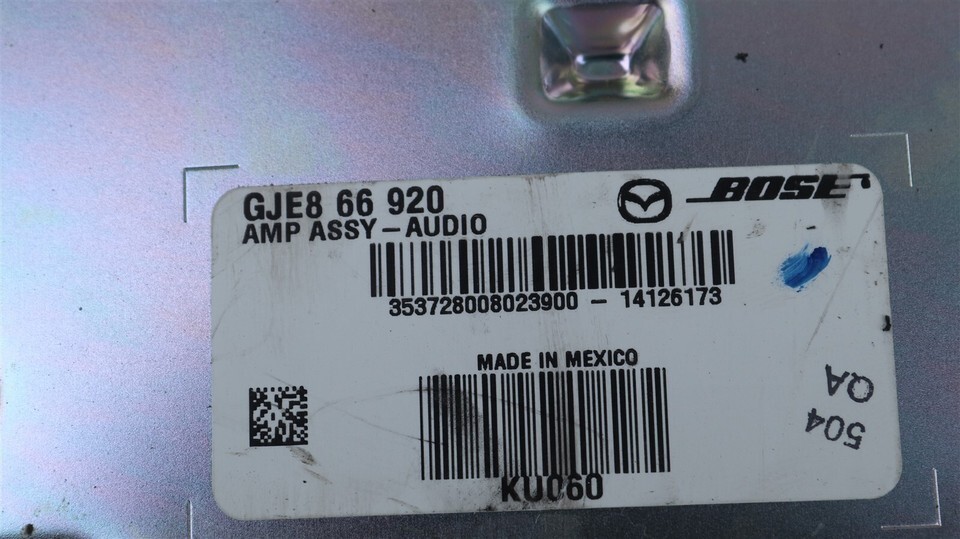 GJE8 66 920
BOSE
AMP ASSY-AUDIO
353728008023900 - 14126173
MADE IN MEXICO
KU060
504
QA